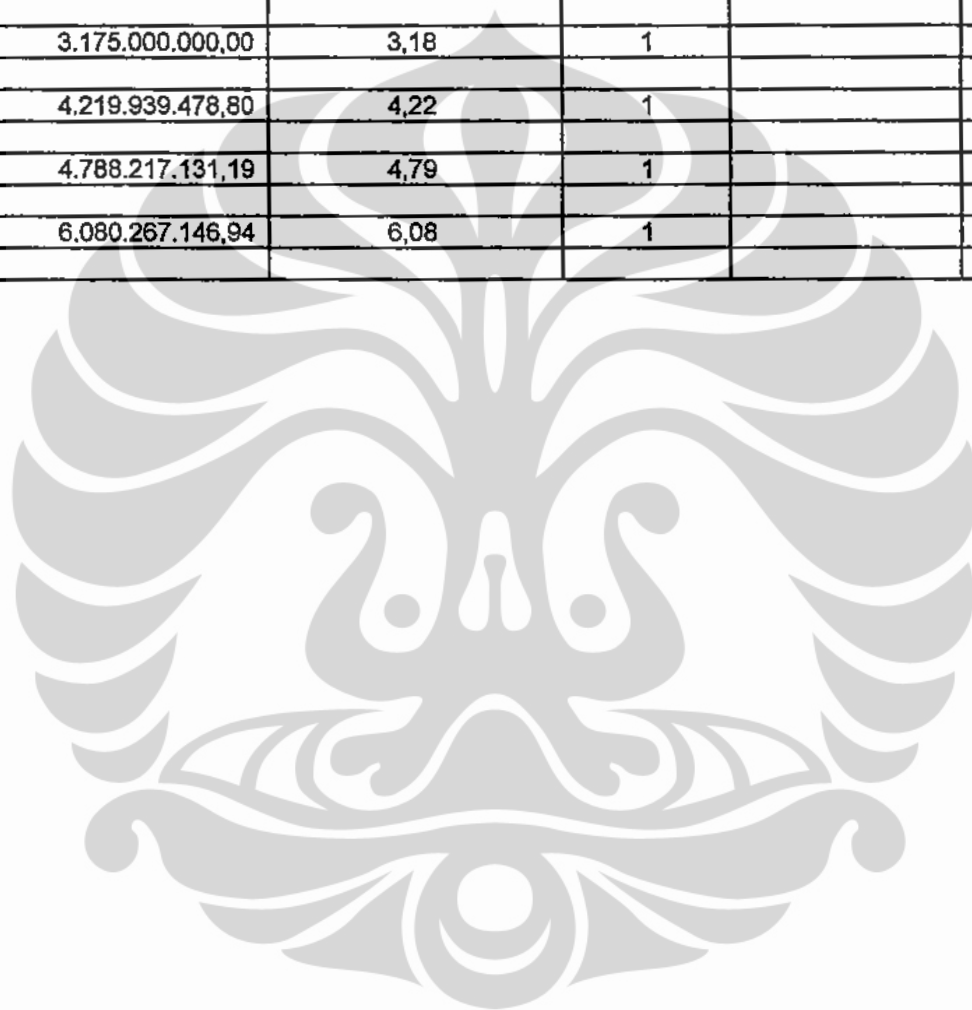 3.175.000.000,00 3,18 1
4.219.939.478,80 4,22 1
4.788.217.131,19 4,79 1
6.080.267.146,94 6,08 1